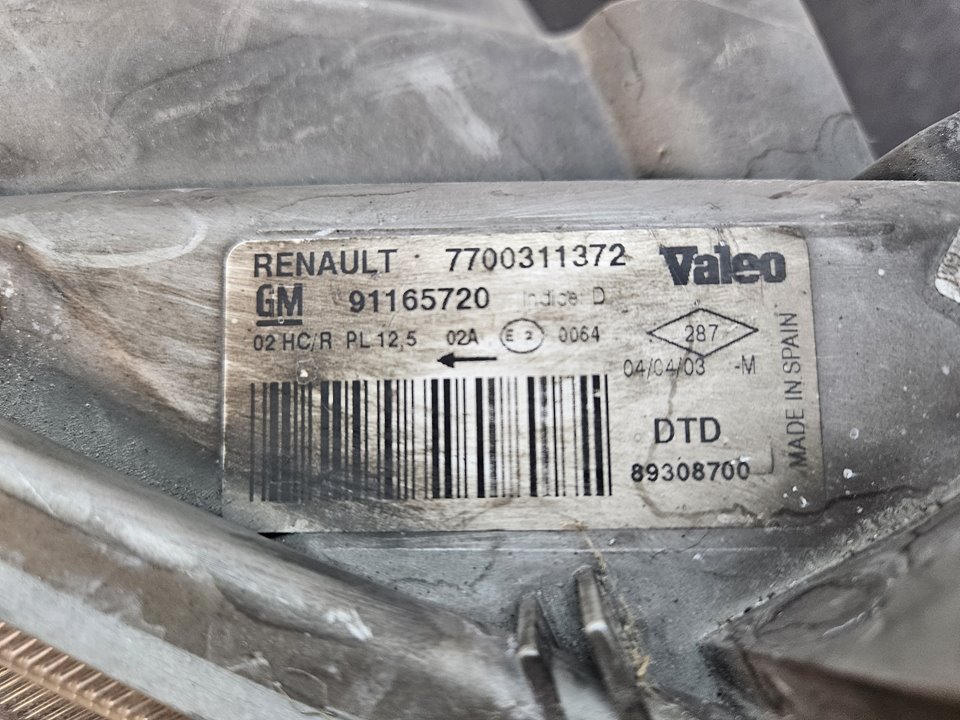 RENAULT · 7700311372
Valeo
GM 91165720 Indice D
02 HC/R PL 12,5 02A E 2 0064
287
04/04/03 -M
DTD
89308700
MADE IN SPAIN